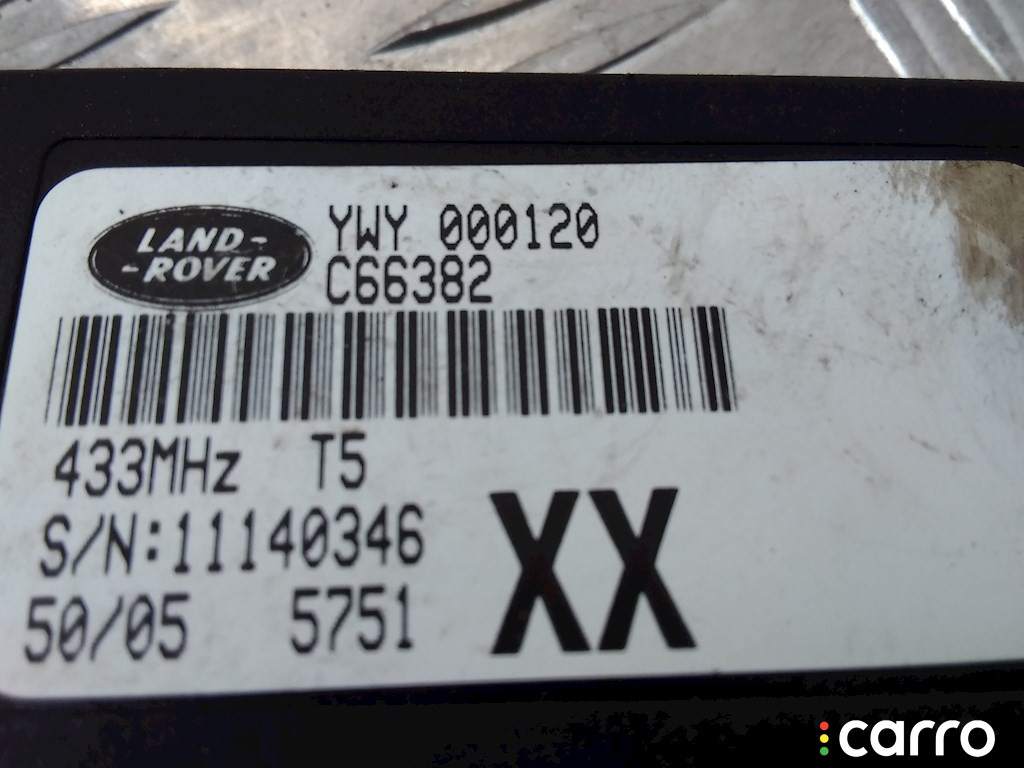 LAND-
-ROVER
YWY 000120
C66382
433MHz T5
S/N:11140346
50/05 5751
XX
carro